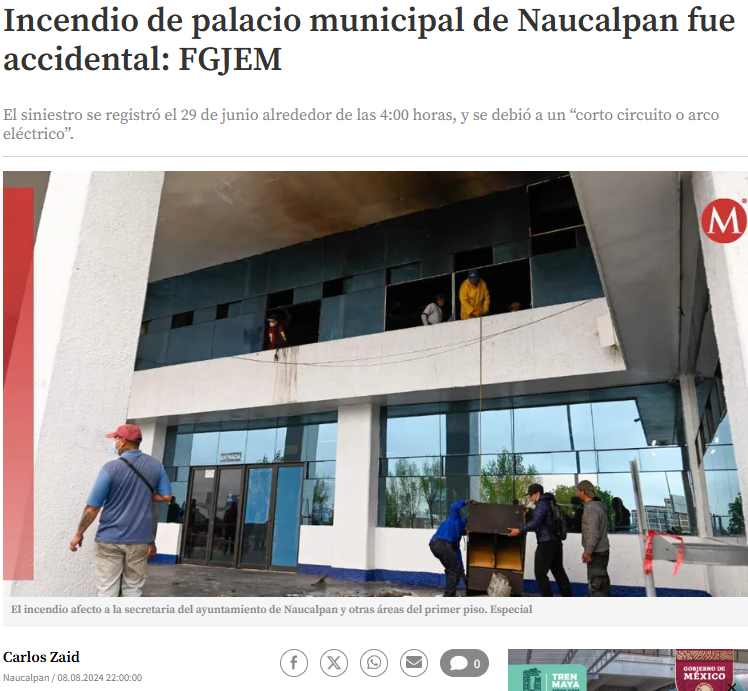 Incendio de palacio municipal de Naucalpan fue
accidental: FGJEM
El siniestro se registró el 29 de junio alrededor de las 4:00 horas, y se debió a un “corto circuito o arco
eléctrico”.
M
ENTRADA
El incendio afecto a la secretaria del ayuntamiento de Naucalpan y otras áreas del primer piso. Especial
Carlos Zaid
Naucalpan / 08.08.2024 22:00:00
0
TREN
MAYA
GOBIERNO DE
MÉXICO